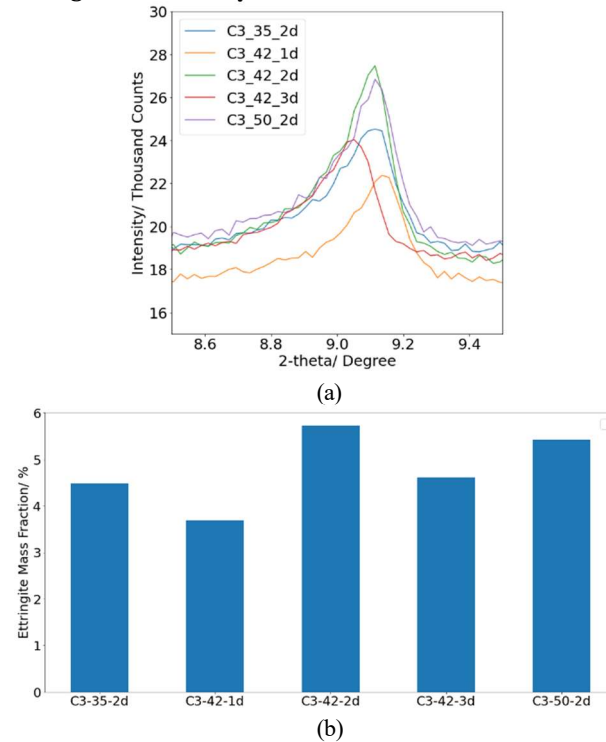 30
28
26
24
22
20
18
16
Intensity/ Thousand Counts
C3_35_2d
C3_42_1d
C3_42_2d
C3_42_3d
C3_50_2d
8.6 8.8 9.0 9.2 9.4
2-theta/ Degree
(a)
6
5
4
3
2
1
0
Ettringite Mass Fraction/ %
C3-35-2d C3-42-1d C3-42-2d C3-42-3d C3-50-2d
(b)